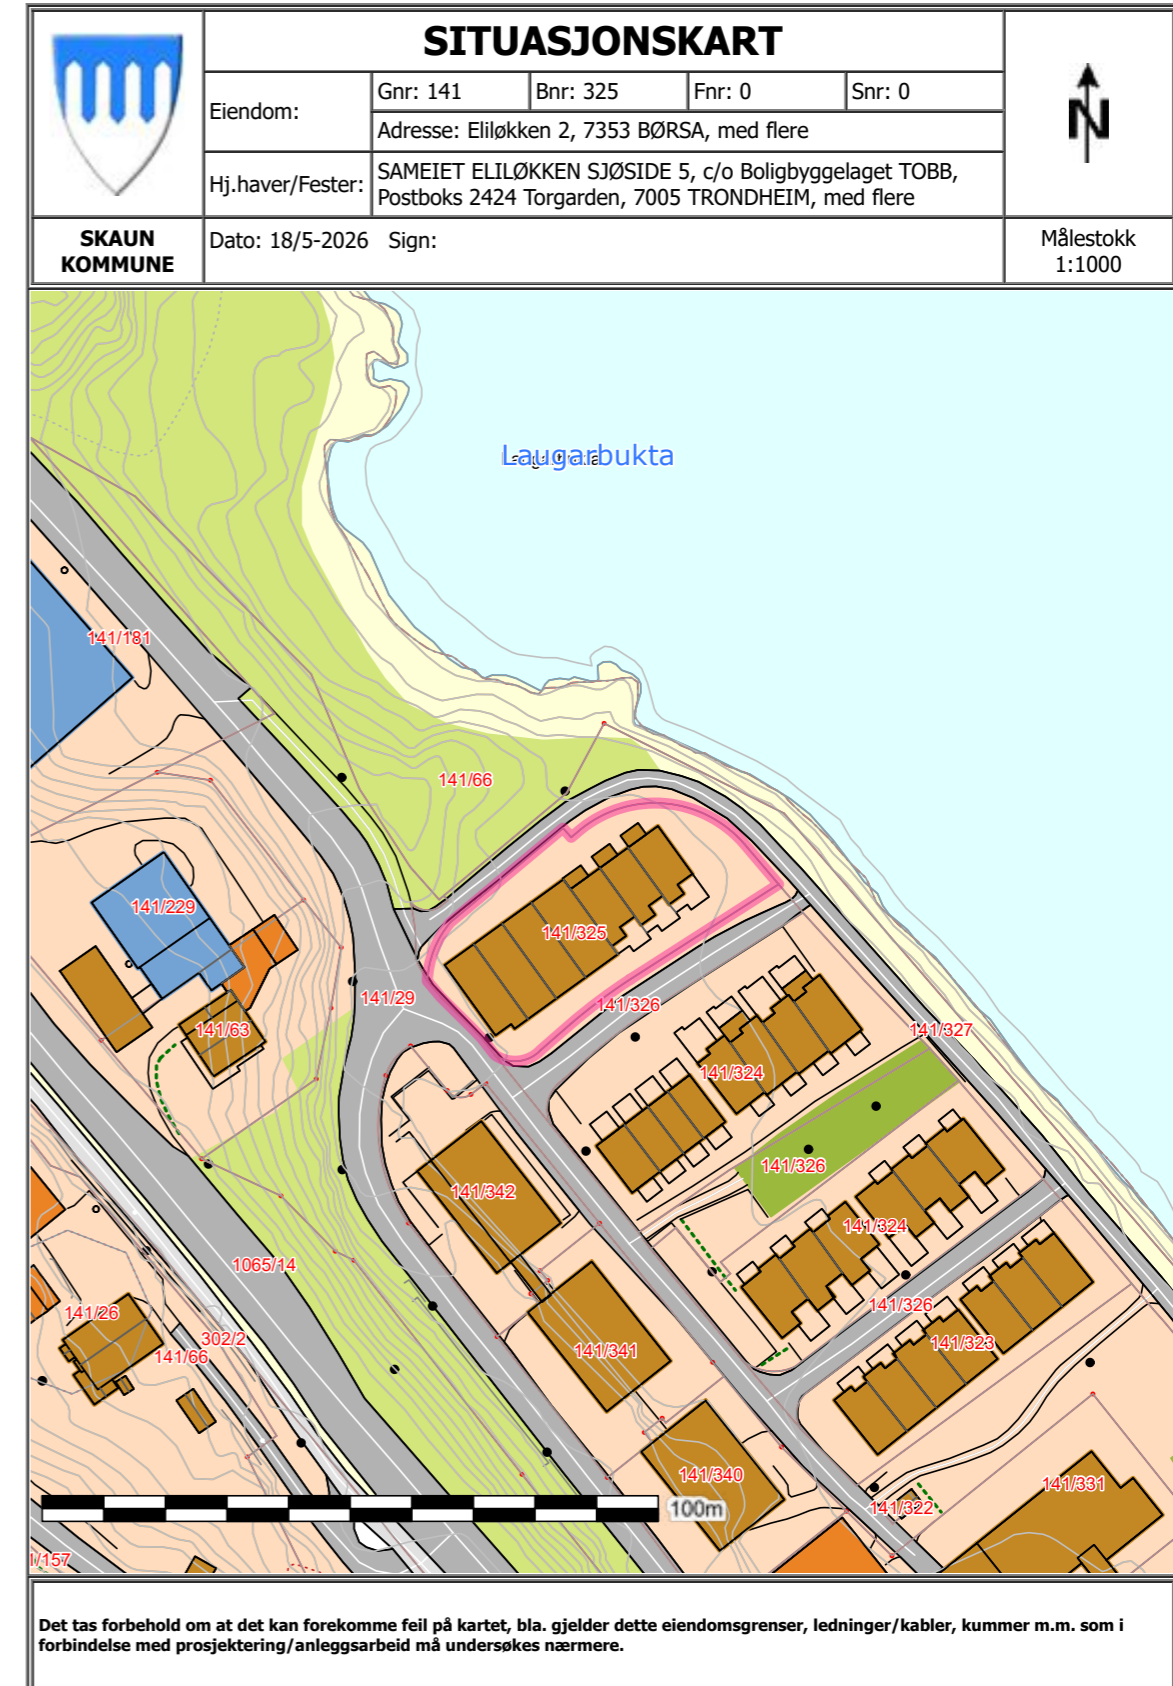 SITUASJONSKART
Eiendom:
Gnr: 141
Bnr: 325
Fnr: 0
Snr: 0
Adresse: Eliløkken 2, 7353 BØRSA, med flere
Hj.haver/Fester:
SAMEIET ELILØKKEN SJØSIDE 5, c/o Boligbyggelaget TOBB,
Postboks 2424 Torgarden, 7005 TRONDHEIM, med flere
N
SKAUN
KOMMUNE
Dato: 18/5-2026 Sign:
Målestokk
1:1000
Laugarbukta
141/181
141/66
141/229
141/325
141/29
141/326
141/63
141/327
141/324
141/326
141/342
141/324
1065/14
141/326
141/26
302/2
141/66
141/341
141/323
141/340
141/331
100m
141/322
1/157
Det tas forbehold om at det kan forekomme feil på kartet, bla. gjelder dette eiendomsgrenser, ledninger/kabler, kummer m.m. som i
forbindelse med prosjektering/anleggsarbeid må undersøkes nærmere.